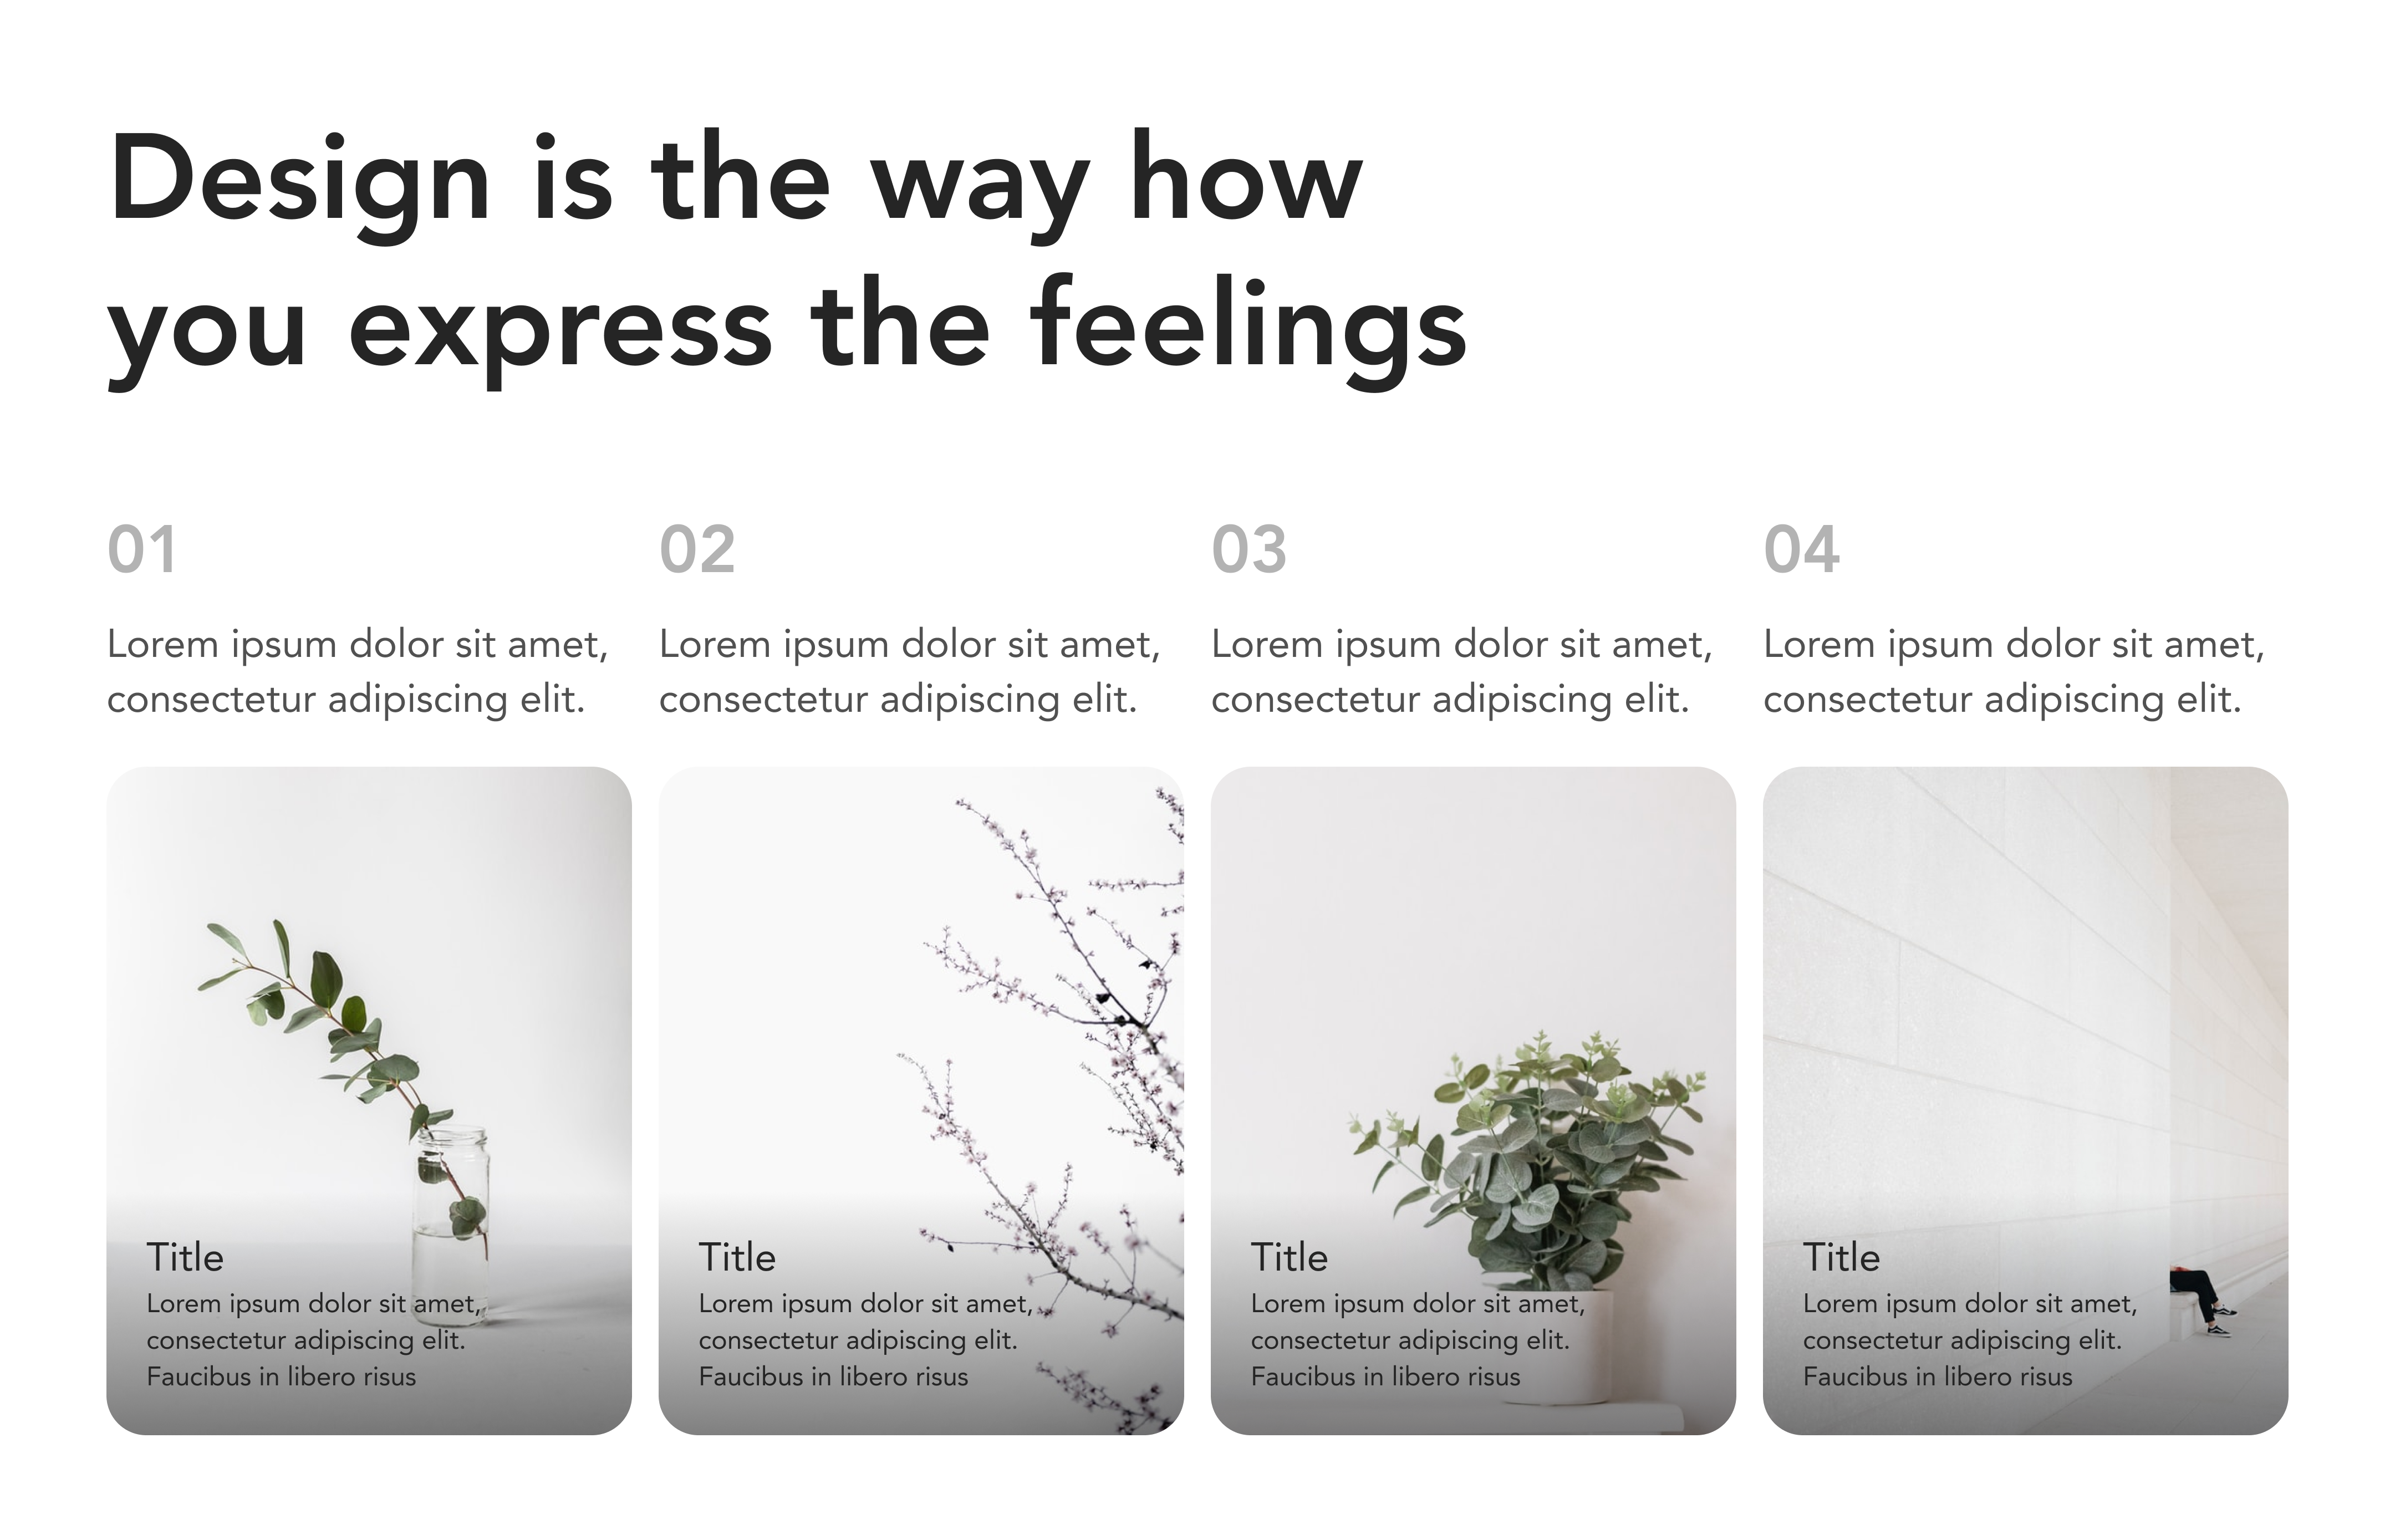 Design is the way how
you express the feelings
01
Lorem ipsum dolor sit amet,
consectetur adipiscing elit.
02
Lorem ipsum dolor sit amet,
consectetur adipiscing elit.
03
Lorem ipsum dolor sit amet,
consectetur adipiscing elit.
04
Lorem ipsum dolor sit amet,
consectetur adipiscing elit.
Title
Lorem ipsum dolor sit amet,
consectetur adipiscing elit.
Faucibus in libero risus
Title
Lorem ipsum dolor sit amet,
consectetur adipiscing elit.
Faucibus in libero risus
Title
Lorem ipsum dolor sit amet,
consectetur adipiscing elit.
Faucibus in libero risus
Title
Lorem ipsum dolor sit amet,
consectetur adipiscing elit.
Faucibus in libero risus